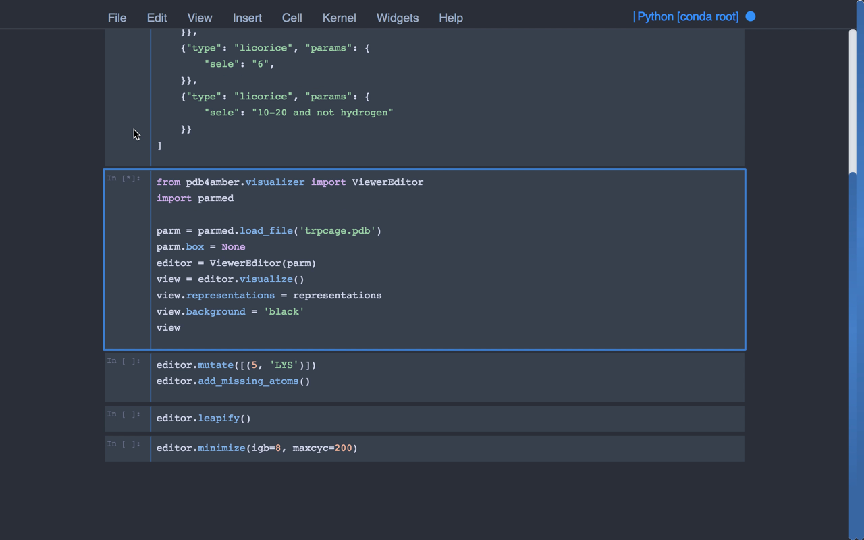 File Edit View Insert Cell Kernel Widgets Help | Python [conda root]
}},
{"type": "licorice", "params": {
"sele": "6",
}},
{"type": "licorice", "params": {
"sele": "10-20 and not hydrogen"
}}
]
In [*]:
from pdb4amber.visualizer import ViewerEditor
import parmed
parm = parmed.load_file('trpcage.pdb')
parm.box = None
editor = ViewerEditor(parm)
view = editor.visualize()
view.representations = representations
view.background = 'black'
view
In [ ]:
editor.mutate([(5, 'LYS')])
editor.add_missing_atoms()
In [ ]:
editor.leapify()
In [ ]:
editor.minimize(igb=8, maxcyc=200)